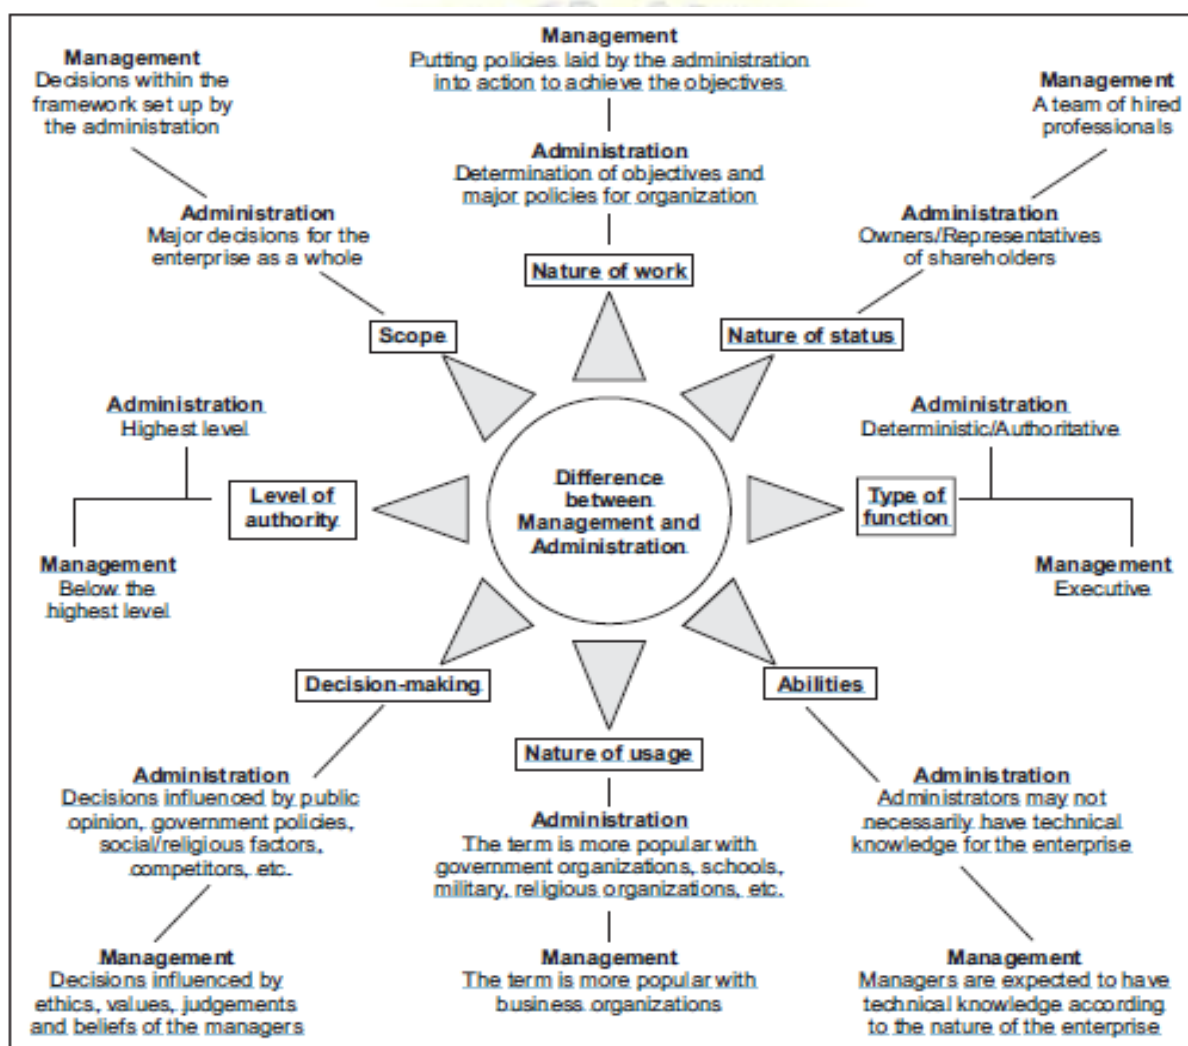 Management
Putting policies laid by the administration
into action to achieve the objectives
Administration
Determination of objectives and
major policies for organization
Nature of work
Management
Decisions within the
framework set up by
the administration
Administration
Major decisions for the
enterprise as a whole
Scope
Management
A team of hired
professionals
Administration
Owners/Representatives
of shareholders
Nature of status
Administration
Highest level
Level of
authority
Management
Below the
highest level
Difference
between
Management and
Administration
Administration
Deterministic/Authoritative
Type of
function
Management
Executive
Decision-making
Administration
Decisions influenced by public
opinion, government policies,
social/religious factors,
competitors, etc.
Management
Decisions influenced by
ethics, values, judgements
and beliefs of the managers
Nature of usage
Administration
The term is more popular with
government organizations, schools,
military, religious organizations, etc.
Management
The term is more popular with
business organizations
Abilities
Administration
Administrators may not
necessarily have technical
knowledge for the enterprise
Management
Managers are expected to have
technical knowledge according
to the nature of the enterprise